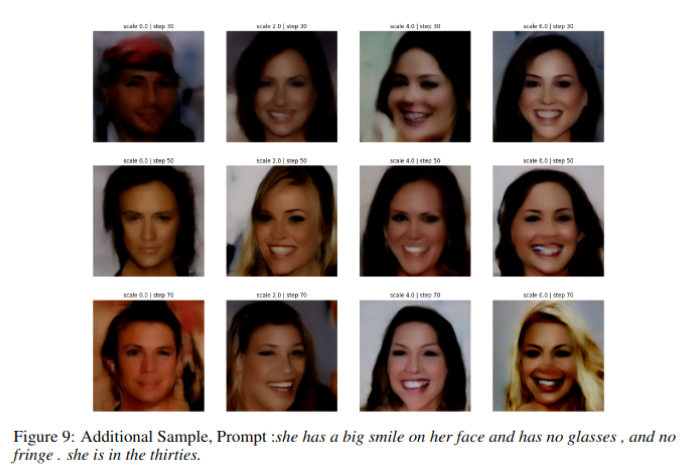 scale 0.0 | step 30 scale 2.0 | step 30 scale 4.0 | step 30 scale 6.0 | step 30
scale 0.0 | step 50 scale 2.0 | step 50 scale 4.0 | step 50 scale 6.0 | step 50
scale 0.0 | step 70 scale 2.0 | step 70 scale 4.0 | step 70 scale 6.0 | step 70
Figure 9: Additional Sample, Prompt :she has a big smile on her face and has no glasses , and no
fringe . she is in the thirties.